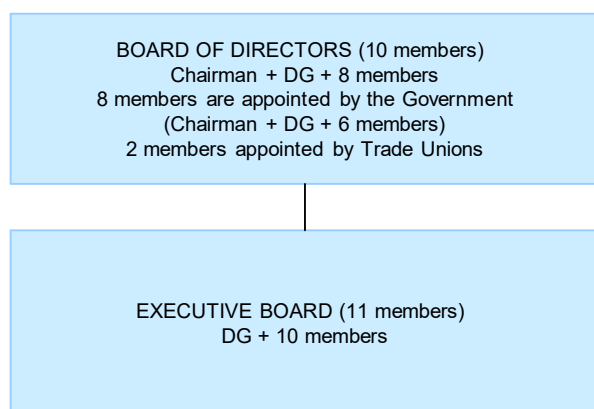 BOARD OF DIRECTORS (10 members)
Chairman + DG + 8 members
8 members are appointed by the Government
(Chairman + DG + 6 members)
2 members appointed by Trade Unions
EXECUTIVE BOARD (11 members)
DG + 10 members